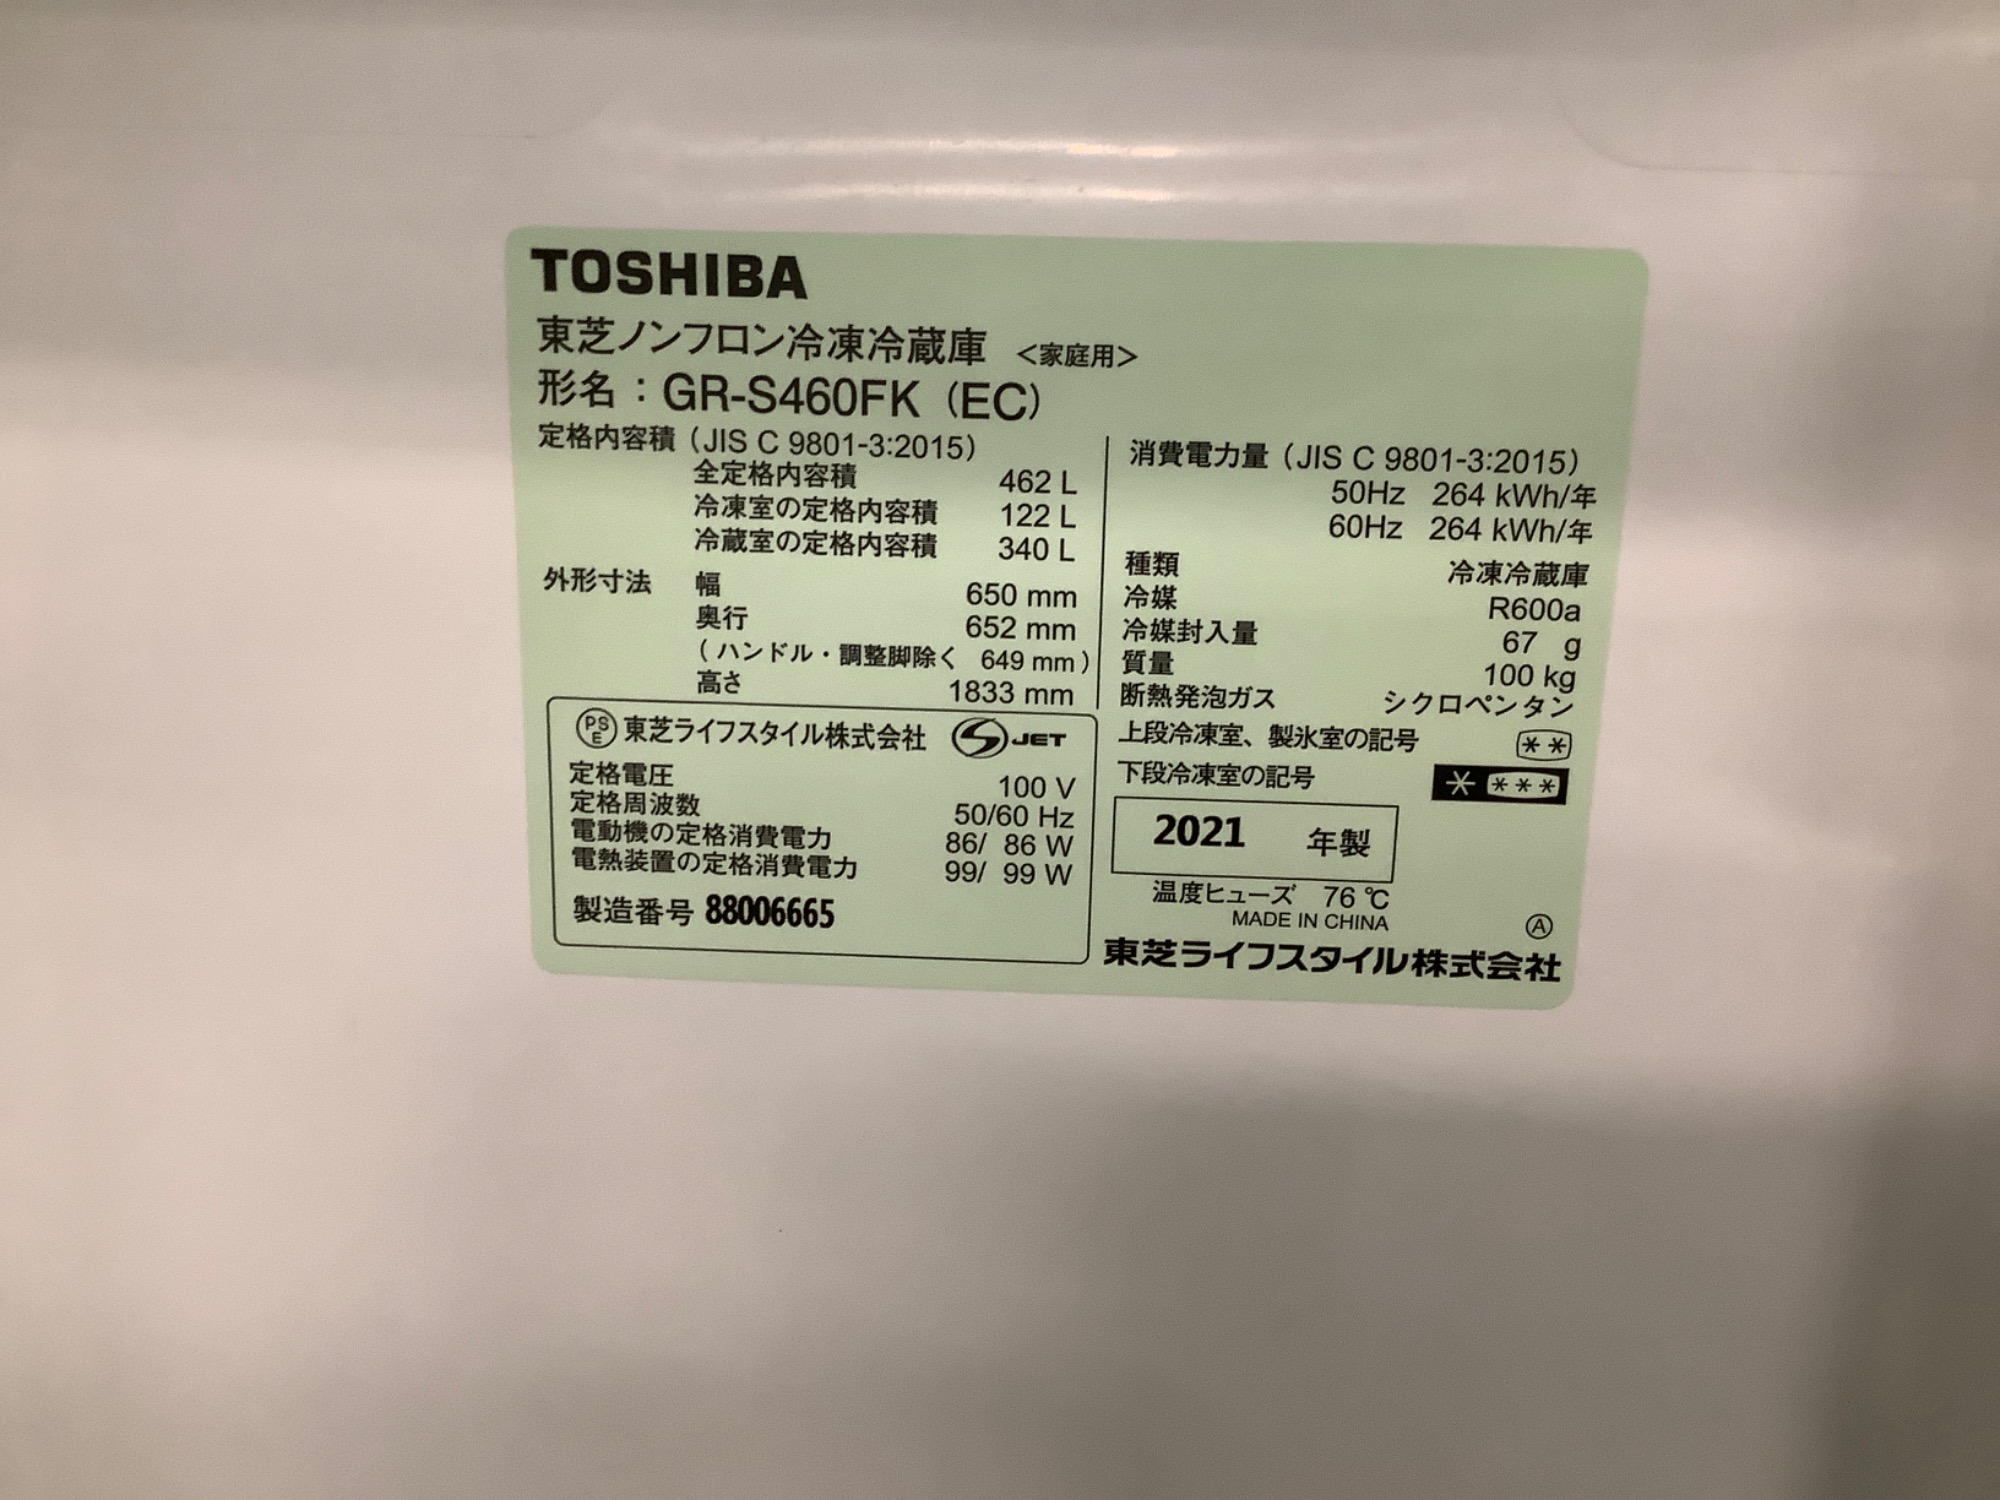 TOSHIBA
東芝ノンフロン冷凍冷蔵庫 <家庭用>
形名：GR-S460FK (EC)
定格内容積 (JIS C 9801-3:2015)
全定格内容積 462 L
冷凍室の定格内容積 122 L
冷蔵室の定格内容積 340 L
外形寸法 幅 650 mm
奥行 652 mm
(ハンドル・調整脚除く 649 mm)
高さ 1833 mm
PSE 東芝ライフスタイル株式会社 S JET
定格電圧 100 V
定格周波数 50/60 Hz
電動機の定格消費電力 86/ 86 W
電熱装置の定格消費電力 99/ 99 W
製造番号 88006665
消費電力量 (JIS C 9801-3:2015)
50Hz 264 kWh/年
60Hz 264 kWh/年
種類 冷凍冷蔵庫
冷媒 R600a
冷媒封入量 67 g
質量 100 kg
断熱発泡ガス シクロペンタン
上段冷凍室、製氷室の記号 **
下段冷凍室の記号 * ***
2021 年製
温度ヒューズ 76℃
MADE IN CHINA
Ⓐ
東芝ライフスタイル株式会社